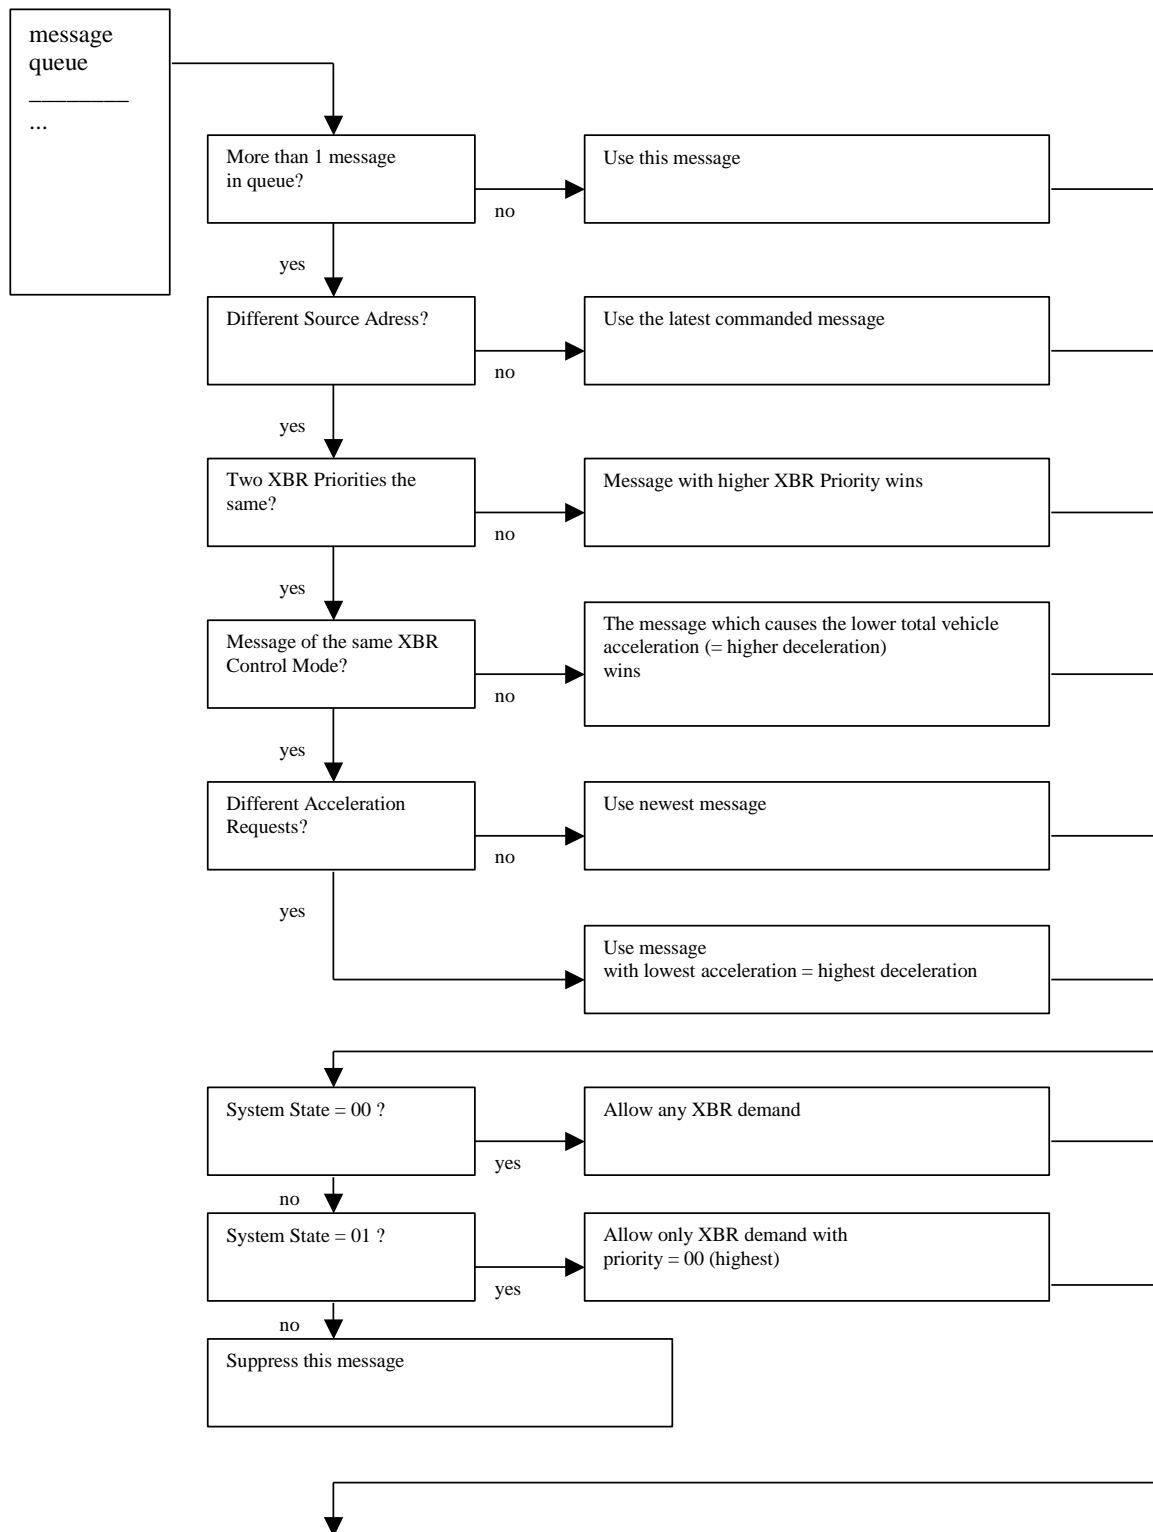 message
queue
_________
...
More than 1 message
in queue?
Use this message
no
yes
Different Source Adress?
Use the latest commanded message
no
yes
Two XBR Priorities the
same?
Message with higher XBR Priority wins
no
yes
Message of the same XBR
Control Mode?
The message which causes the lower total vehicle
acceleration (= higher deceleration)
wins
no
yes
Different Acceleration
Requests?
Use newest message
no
yes
Use message
with lowest acceleration = highest deceleration
System State = 00 ?
Allow any XBR demand
yes
no
System State = 01 ?
Allow only XBR demand with
priority = 00 (highest)
yes
no
Suppress this message